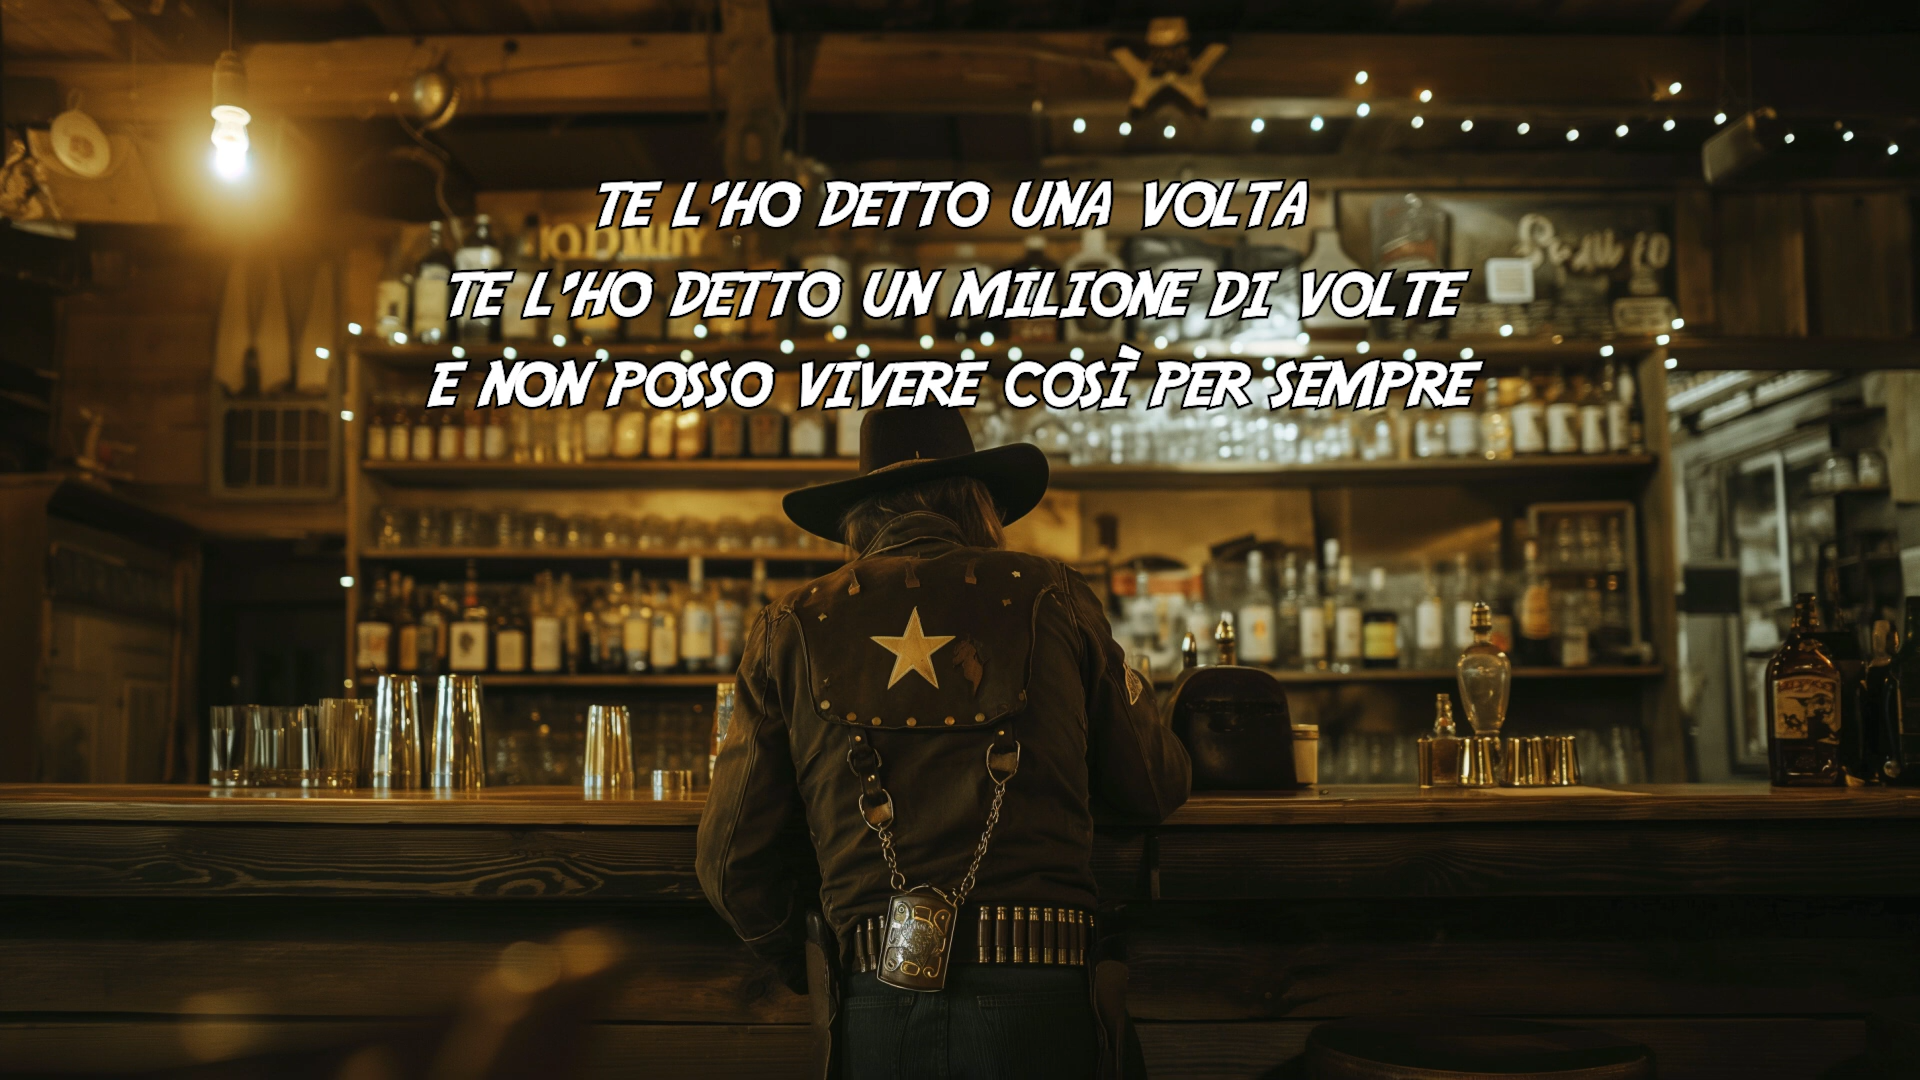 TE L'HO DETTO UNA VOLTA
TE L'HO DETTO UN MILIONE DI VOLTE
E NON POSSO VIVERE COSÌ PER SEMPRE